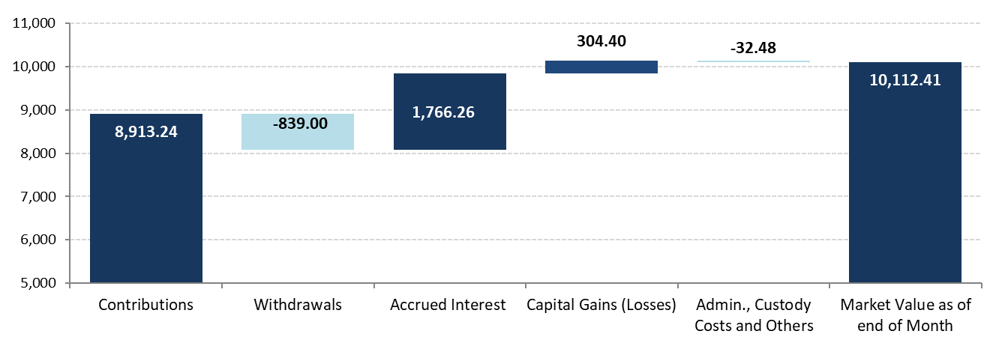 11,000
10,000
9,000
8,000
7,000
6,000
5,000
8,913.24
-839.00
1,766.26
304.40
-32.48
10,112.41
Contributions
Withdrawals
Accrued Interest
Capital Gains (Losses)
Admin., Custody
Costs and Others
Market Value as of
end of Month